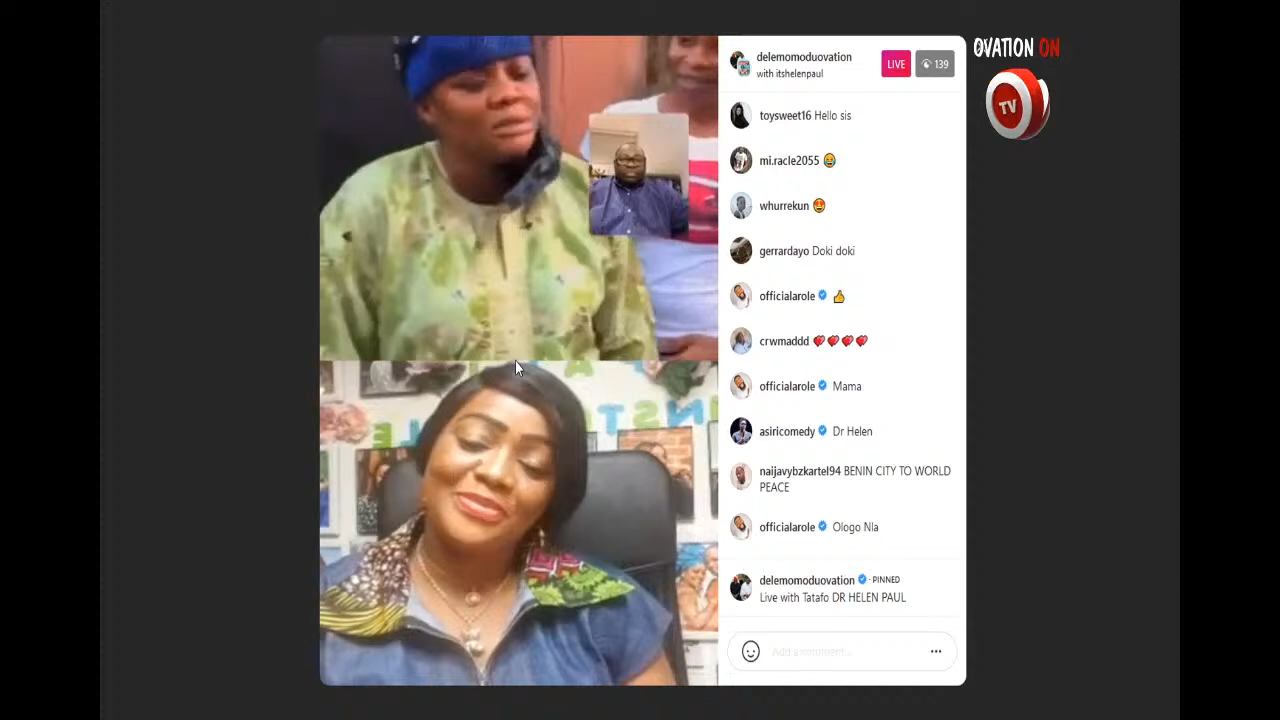 OVATION ON
TV
delemomoduovation
with itshelenpaul
LIVE
139
toysweet16 Hello sis
mi.racle2055 😂
whurrekun 🤩
gerrardayo Doki doki
officialarole 👍
crwmaddd ❤️❤️❤️❤️
officialarole Mama
asiricomedy Dr Helen
naijavybzkartel94 BENIN CITY TO WORLD
PEACE
officialarole Ologo Nla
delemomoduovation · PINNED
Live with Tatafo DR HELEN PAUL
Add a comment...